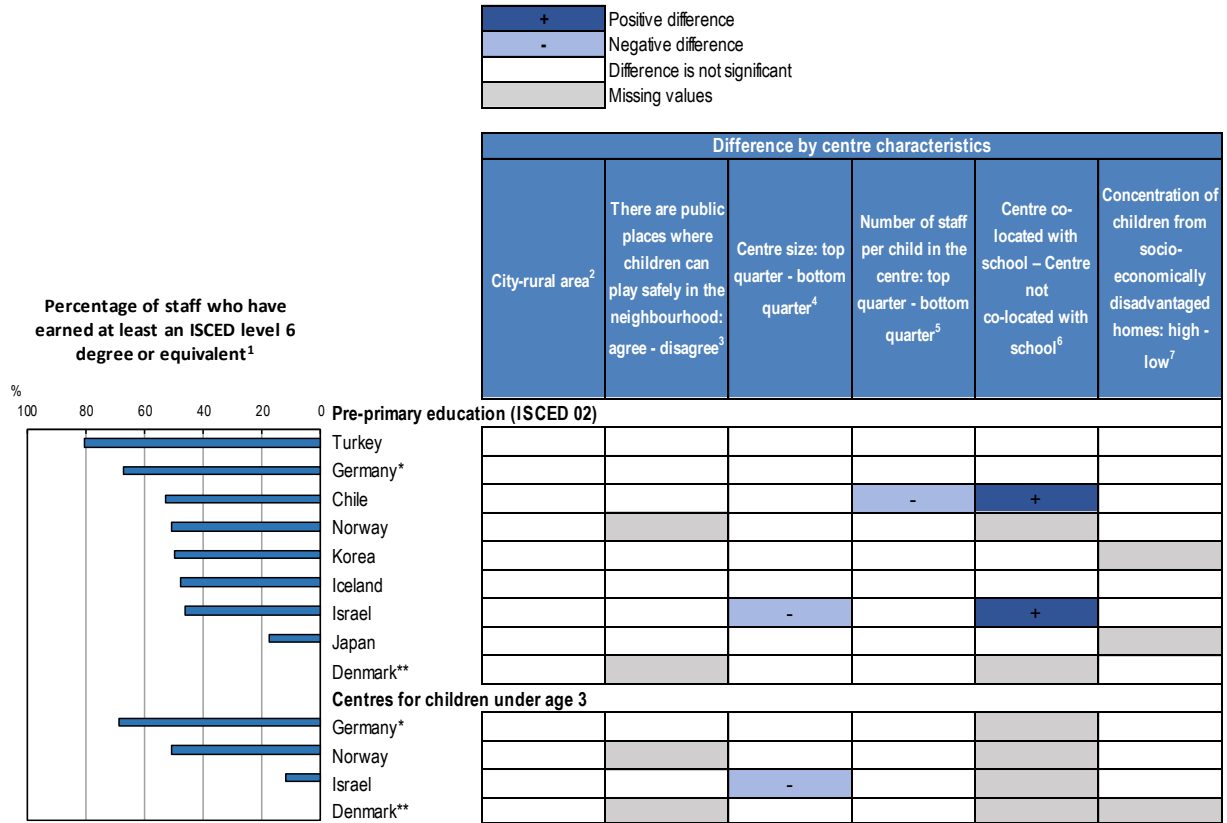 + Positive difference
- Negative difference
Difference is not significant
Missing values
Difference by centre characteristics
City-rural area2
There are public
places where
children can
play safely in the
neighbourhood:
agree - disagree3
Centre size: top
quarter - bottom
quarter4
Number of staff
per child in the
centre: top
quarter - bottom
quarter5
Centre co-
located with
school – Centre
not
co-located with
school6
Concentration of
children from
socio-
economically
disadvantaged
homes: high -
low7
Percentage of staff who have
earned at least an ISCED level 6
degree or equivalent1
%
100 80 60 40 20 0
Pre-primary education (ISCED 02)
Turkey
Germany*
Chile - +
Norway
Korea
Iceland
Israel - +
Japan
Denmark**
Centres for children under age 3
Germany*
Norway
Israel -
Denmark**